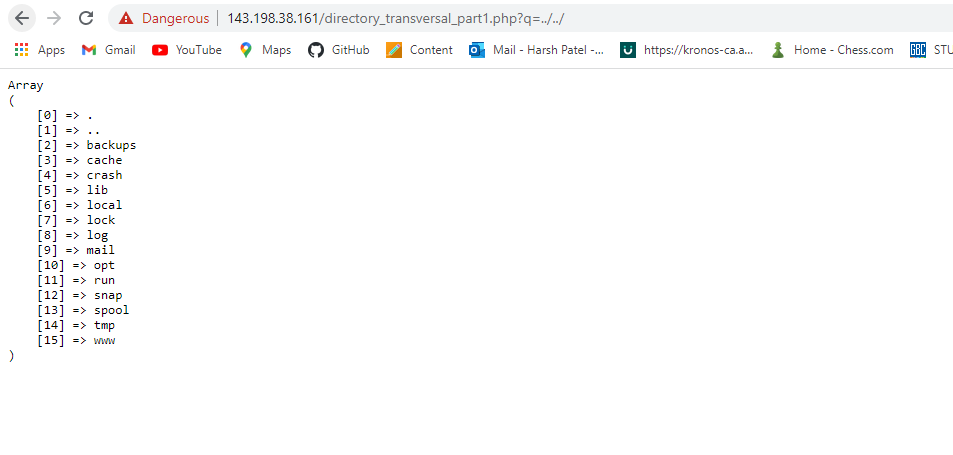 Dangerous | 143.198.38.161/directory_transversal_part1.php?q=../../
Apps Gmail YouTube Maps GitHub Content Mail - Harsh Patel -... https://kronos-ca.a... Home - Chess.com GBC STU
Array
(
[0] => .
[1] => ..
[2] => backups
[3] => cache
[4] => crash
[5] => lib
[6] => local
[7] => lock
[8] => log
[9] => mail
[10] => opt
[11] => run
[12] => snap
[13] => spool
[14] => tmp
[15] => www
)